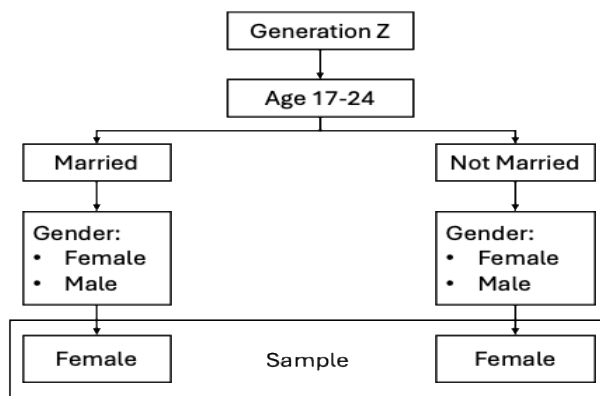 Generation Z
Age 17-24
Married
Not Married
Gender:
• Female
• Male
Gender:
• Female
• Male
Female
Sample
Female